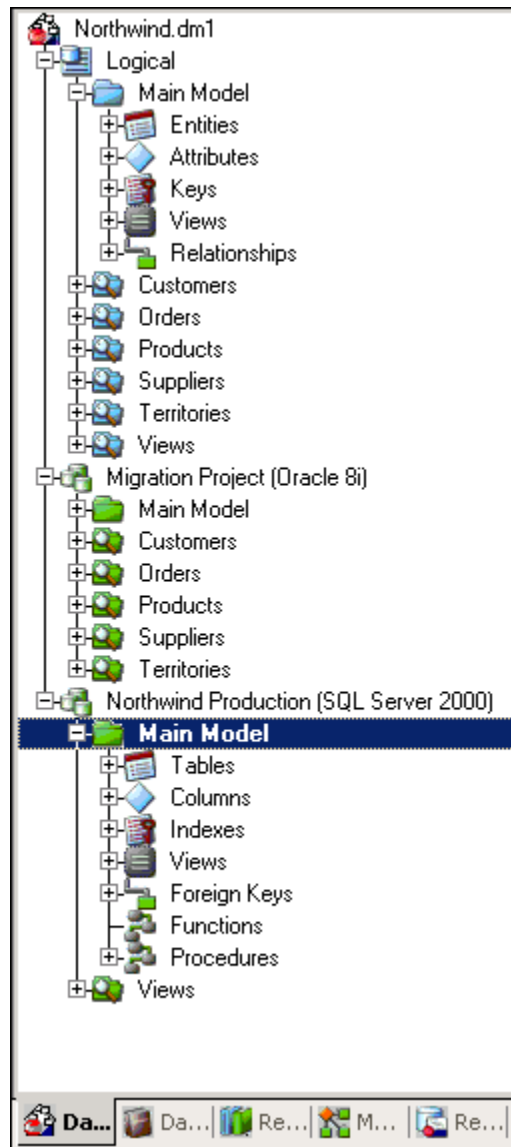 Northwind.dm1
Logical
Main Model
Entities
Attributes
Keys
Views
Relationships
Customers
Orders
Products
Suppliers
Territories
Views
Migration Project (Oracle 8i)
Main Model
Customers
Orders
Products
Suppliers
Territories
Northwind Production (SQL Server 2000)
Main Model
Tables
Columns
Indexes
Views
Foreign Keys
Functions
Procedures
Views
Da... Da... Re... M... Re...